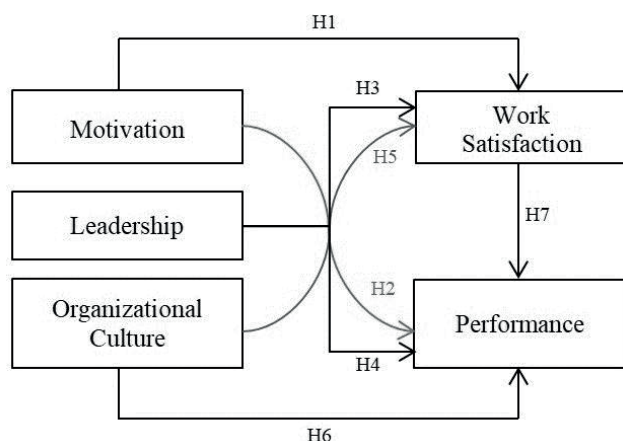 H1
H3
Motivation
Work
Satisfaction
H5
Leadership
H7
Organizational
Culture
H2
Performance
H4
H6